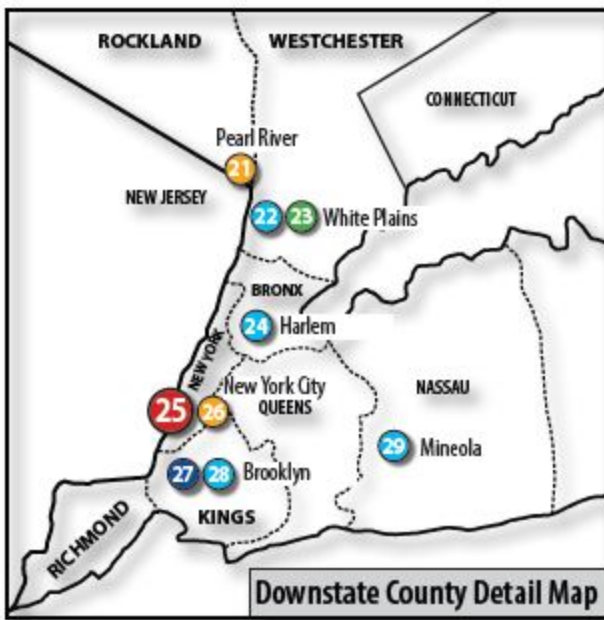 ROCKLAND WESTCHESTER
CONNECTICUT
Pearl River
21
NEW JERSEY
22 23 White Plains
BRONX
24 Harlem
NEW YORK
New York City
25 26 QUEENS
NASSAU
29 Mineola
27 28 Brooklyn
KINGS
RICHMOND
Downstate County Detail Map